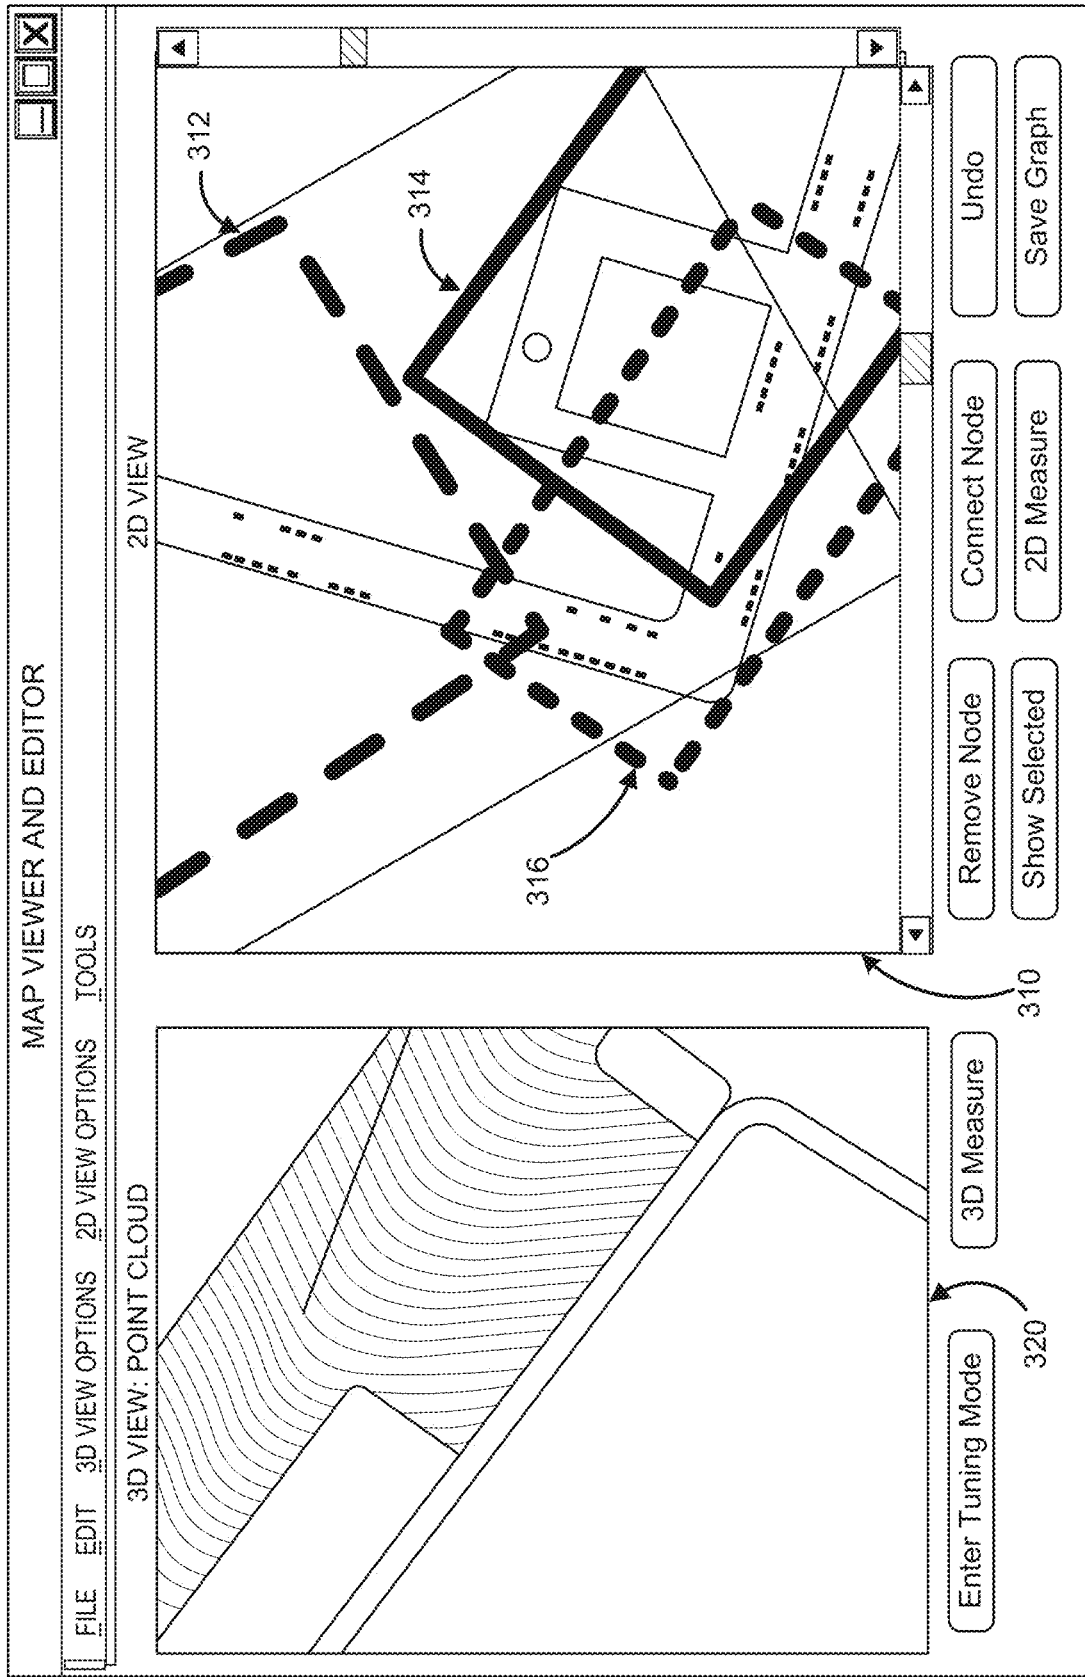 MAP VIEWER AND EDITOR
FILE EDIT 3D VIEW OPTIONS 2D VIEW OPTIONS TOOLS
3D VIEW: POINT CLOUD
2D VIEW
312
314
316
310
320
Enter Tuning Mode
3D Measure
Remove Node
Connect Node
Undo
Show Selected
2D Measure
Save Graph